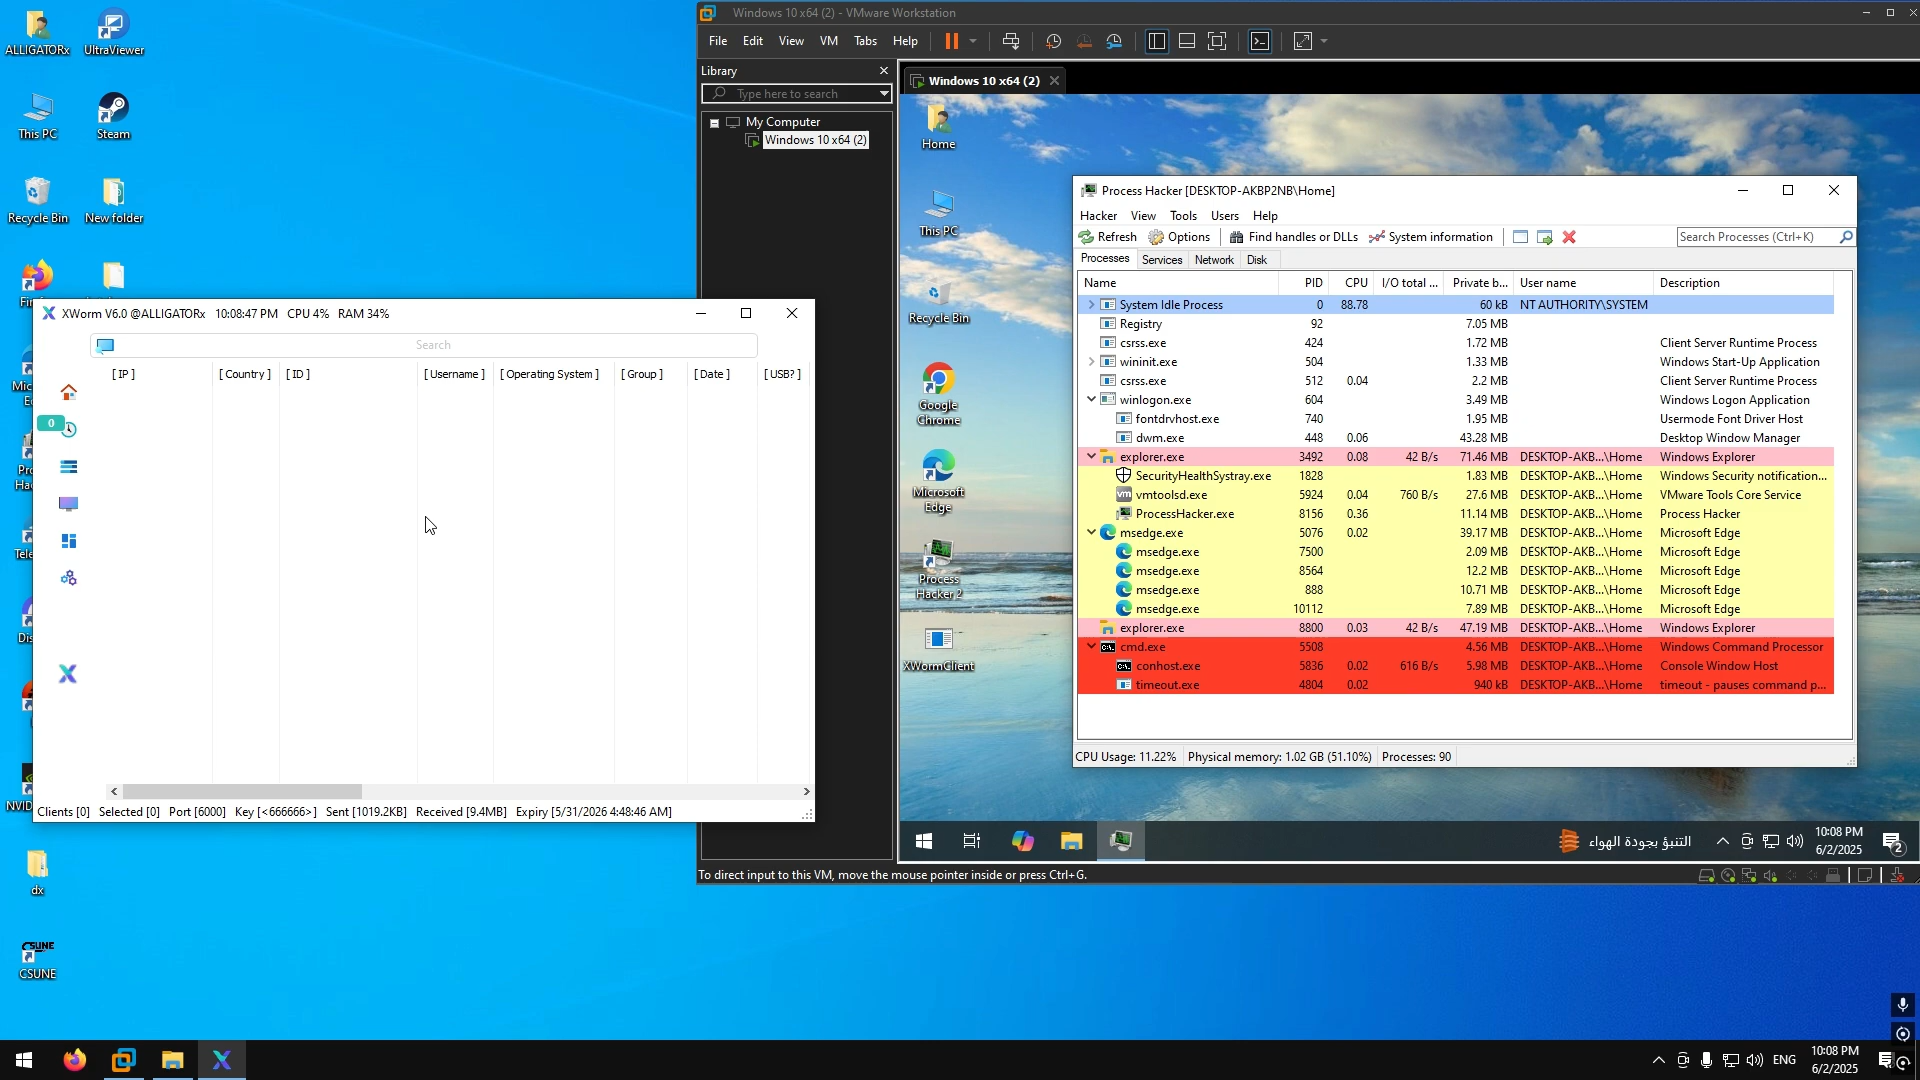 ALLIGATORx
UltraViewer
This PC
Steam
Recycle Bin
New folder
CSUNE
dx
CSUNE
XWorm V6.0 @ALLIGATORx 10:08:47 PM CPU 4% RAM 34%
Search
[ IP ] [ Country ] [ ID ] [ Username ] [ Operating System ] [ Group ] [ Date ] [ USB? ]
0
Clients [0] Selected [0] Port [6000] Key [<666666>] Sent [1019.2KB] Received [9.4MB] Expiry [5/31/2026 4:48:46 AM]
Windows 10 x64 (2) - VMware Workstation
File Edit View VM Tabs Help
Library
Type here to search
My Computer
Windows 10 x64 (2)
Windows 10 x64 (2)
Home
This PC
Recycle Bin
Google
Chrome
Microsoft
Edge
Process
Hacker 2
XWormClient
Process Hacker [DESKTOP-AKBP2NB\Home]
Hacker View Tools Users Help
Refresh Options Find handles or DLLs System information Search Processes (Ctrl+K)
Processes Services Network Disk
Name PID CPU I/O total ... Private b... User name Description
System Idle Process 0 88.78 60 kB NT AUTHORITY\SYSTEM
Registry 92 7.05 MB
csrss.exe 424 1.72 MB Client Server Runtime Process
wininit.exe 504 1.33 MB Windows Start-Up Application
csrss.exe 512 0.04 2.2 MB Client Server Runtime Process
winlogon.exe 604 3.49 MB Windows Logon Application
fontdrvhost.exe 740 1.95 MB Usermode Font Driver Host
dwm.exe 448 0.06 43.28 MB Desktop Window Manager
explorer.exe 3492 0.08 42 B/s 71.46 MB DESKTOP-AKB...\Home Windows Explorer
SecurityHealthSystray.exe 1828 1.83 MB DESKTOP-AKB...\Home Windows Security notification...
vm vmtoolsd.exe 5924 0.04 760 B/s 27.6 MB DESKTOP-AKB...\Home VMware Tools Core Service
ProcessHacker.exe 8156 0.36 11.14 MB DESKTOP-AKB...\Home Process Hacker
msedge.exe 5076 0.02 39.17 MB DESKTOP-AKB...\Home Microsoft Edge
msedge.exe 7500 2.09 MB DESKTOP-AKB...\Home Microsoft Edge
msedge.exe 8564 12.2 MB DESKTOP-AKB...\Home Microsoft Edge
msedge.exe 888 10.71 MB DESKTOP-AKB...\Home Microsoft Edge
msedge.exe 10112 7.89 MB DESKTOP-AKB...\Home Microsoft Edge
explorer.exe 8800 0.03 42 B/s 47.19 MB DESKTOP-AKB...\Home Windows Explorer
cmd.exe 5508 4.56 MB DESKTOP-AKB...\Home Windows Command Processor
conhost.exe 5836 0.02 616 B/s 5.98 MB DESKTOP-AKB...\Home Console Window Host
timeout.exe 4804 0.02 940 kB DESKTOP-AKB...\Home timeout - pauses command p...
CPU Usage: 11.22% Physical memory: 1.02 GB (51.10%) Processes: 90
التنبؤ بجودة الهواء
10:08 PM
6/2/2025
2
To direct input to this VM, move the mouse pointer inside or press Ctrl+G.
ENG
10:08 PM
6/2/2025